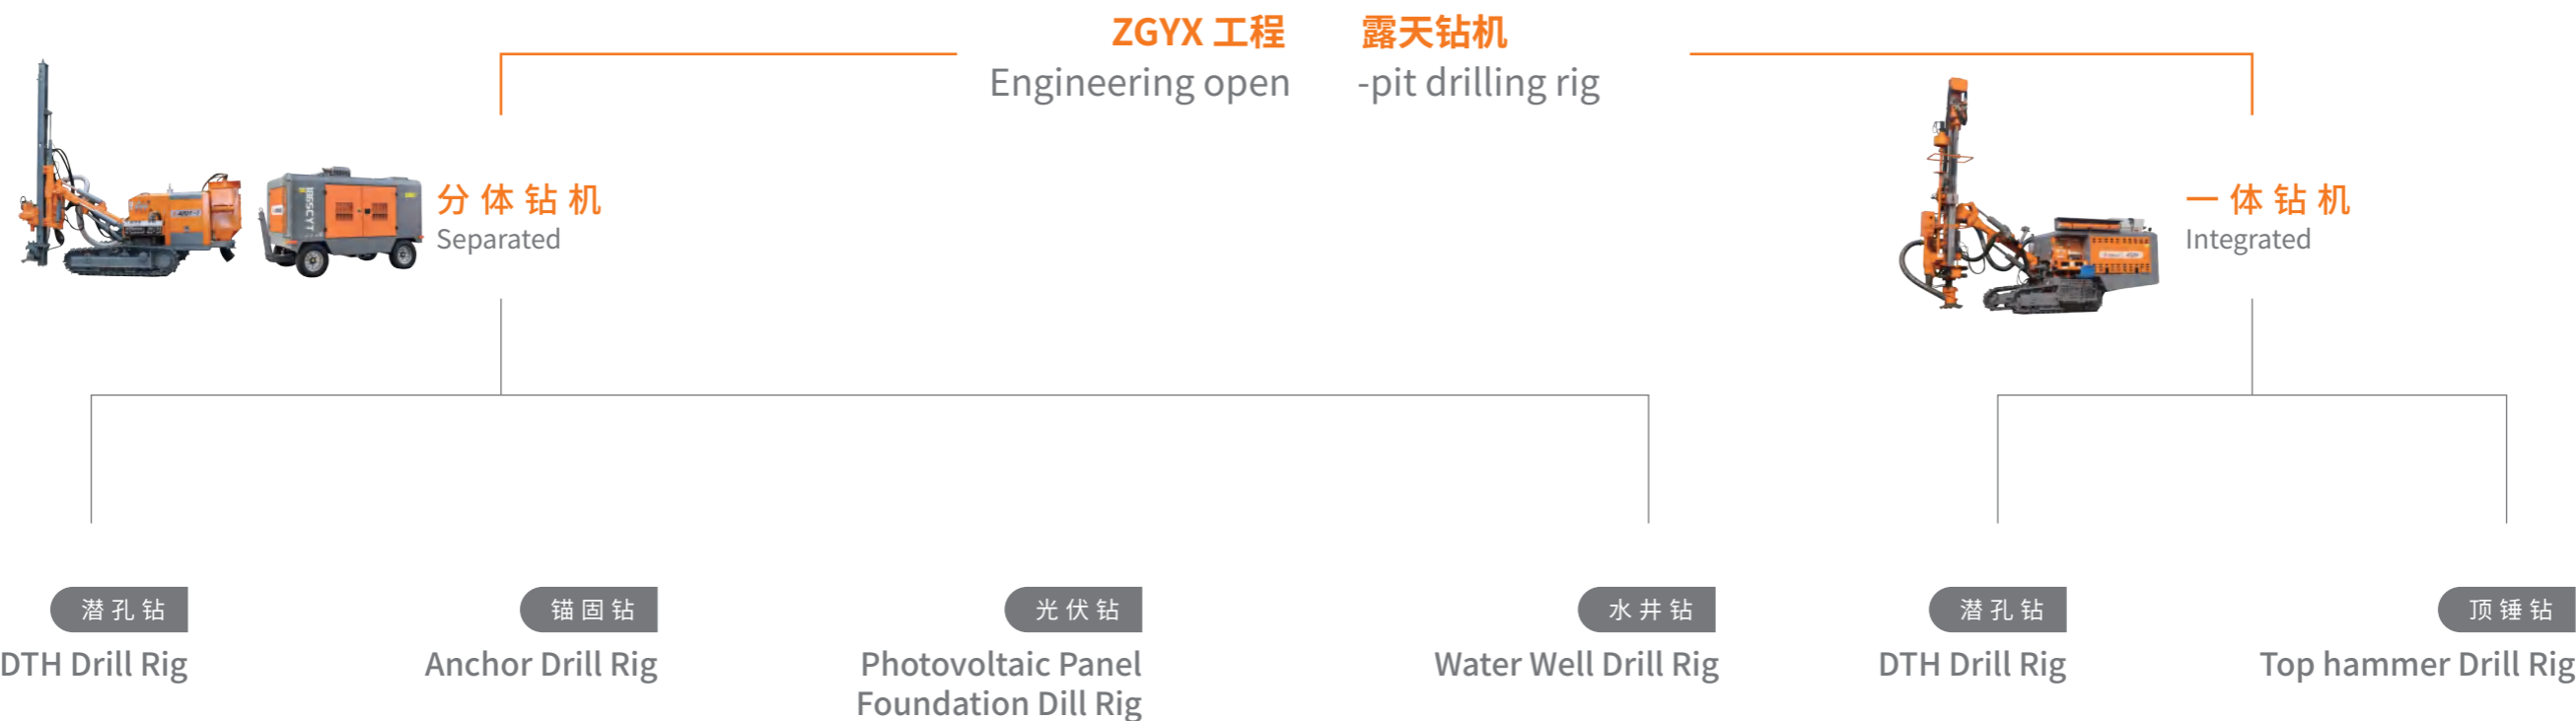 ZGYX 工程 露天钻机
Engineering open -pit drilling rig
分体钻机
Separated
一体钻机
Integrated
潜孔钻
DTH Drill Rig
锚固钻
Anchor Drill Rig
光伏钻
Photovoltaic Panel
Foundation Dill Rig
水井钻
Water Well Drill Rig
潜孔钻
DTH Drill Rig
顶锤钻
Top hammer Drill Rig